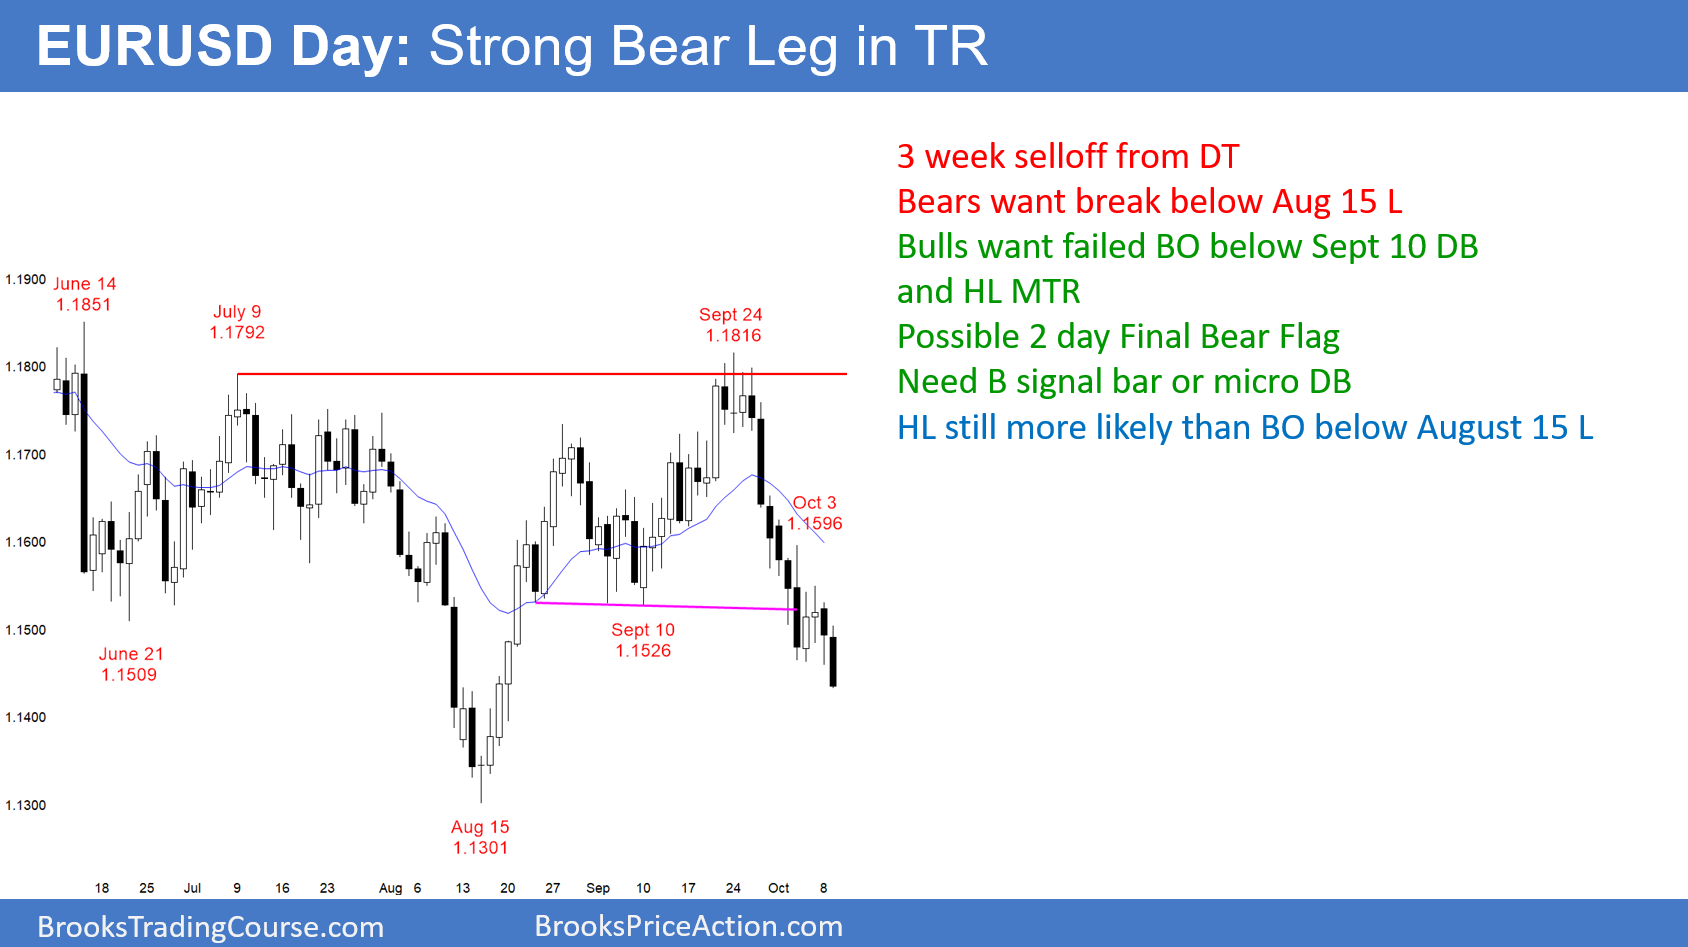 EURUSD Day: Strong Bear Leg in TR
3 week selloff from DT
Bears want break below Aug 15 L
Bulls want failed BO below Sept 10 DB
and HL MTR
Possible 2 day Final Bear Flag
Need B signal bar or micro DB
HL still more likely than BO below August 15 L
1.1900
June 14
1.1851
July 9
1.1792
Sept 24
1.1816
1.1800
1.1700
Oct 3
1.1596
1.1600
1.1500
Sept 10
1.1526
June 21
1.1509
1.1400
1.1300
Aug 15
1.1301
18 25 Jul 9 16 23 Aug 6 13 20 27 Sep 10 17 24 Oct 8
BrooksTradingCourse.com BrooksPriceAction.com